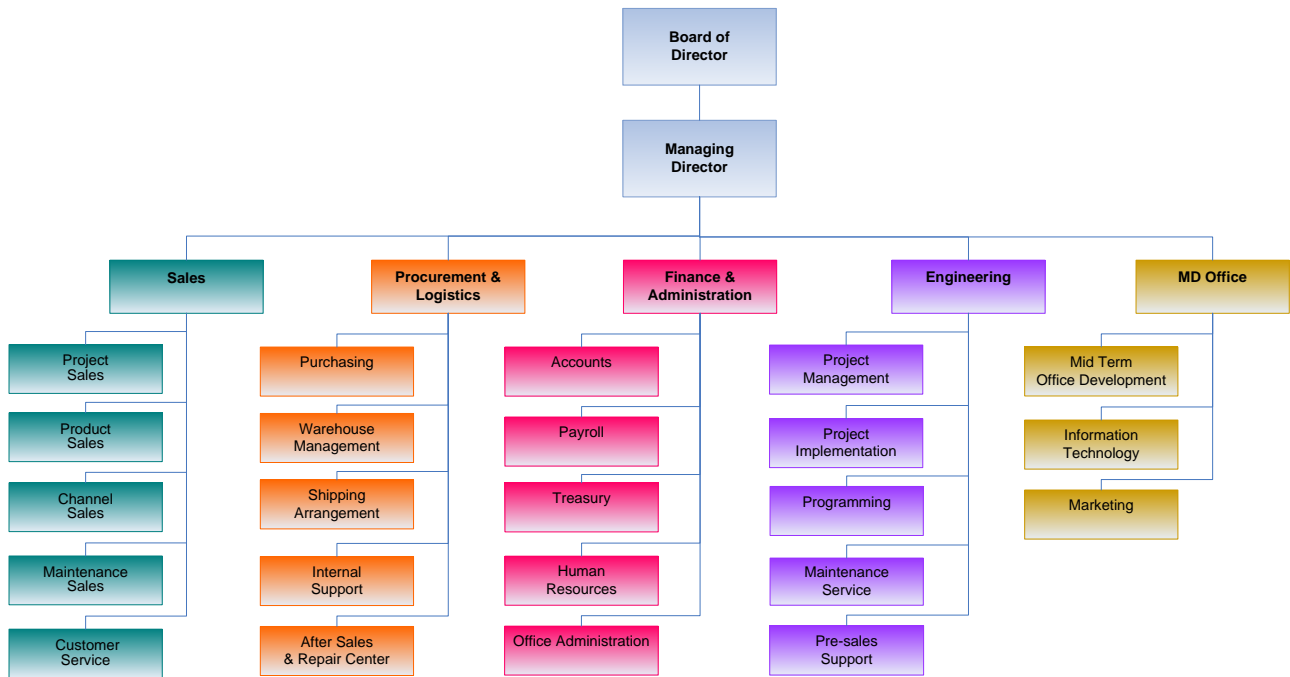 Board of
Director
Managing
Director
Sales
Procurement &
Logistics
Finance &
Administration
Engineering
MD Office
Project
Sales
Product
Sales
Channel
Sales
Maintenance
Sales
Customer
Service
Purchasing
Warehouse
Management
Shipping
Arrangement
Internal
Support
After Sales
& Repair Center
Accounts
Payroll
Treasury
Human
Resources
Office Administration
Project
Management
Project
Implementation
Programming
Maintenance
Service
Pre-sales
Support
Mid Term
Office Development
Information
Technology
Marketing